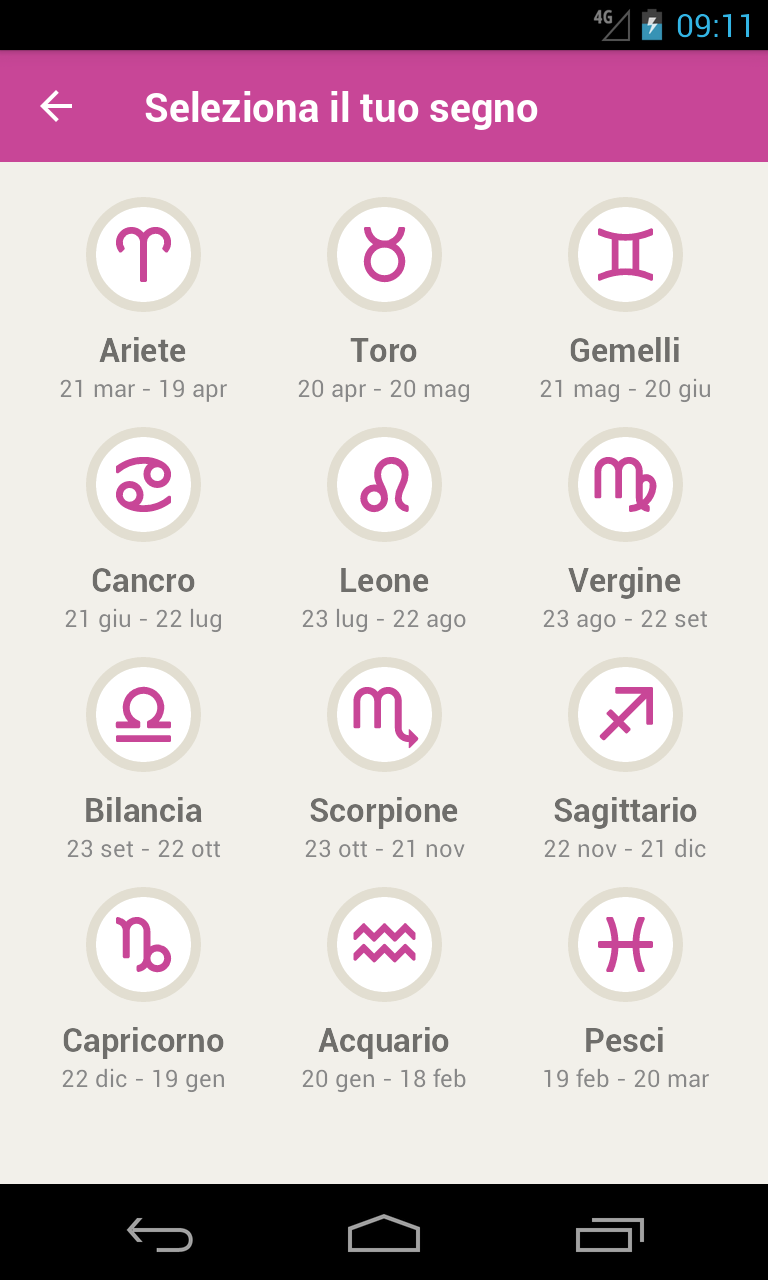 4G 09:11
Seleziona il tuo segno
Ariete Toro Gemelli
21 mar - 19 apr 20 apr - 20 mag 21 mag - 20 giu
Cancro Leone Vergine
21 giu - 22 lug 23 lug - 22 ago 23 ago - 22 set
Bilancia Scorpione Sagittario
23 set - 22 ott 23 ott - 21 nov 22 nov - 21 dic
Capricorno Acquario Pesci
22 dic - 19 gen 20 gen - 18 feb 19 feb - 20 mar